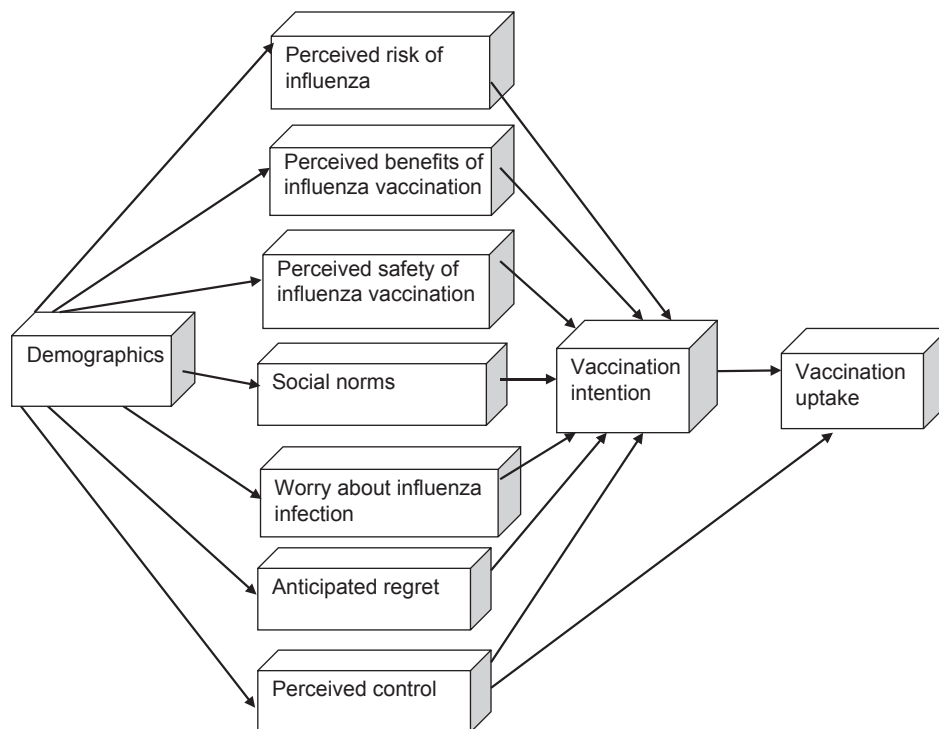 Perceived risk of
influenza
Perceived benefits of
influenza vaccination
Perceived safety of
influenza vaccination
Demographics
Social norms
Vaccination
intention
Vaccination
uptake
Worry about influenza
infection
Anticipated regret
Perceived control